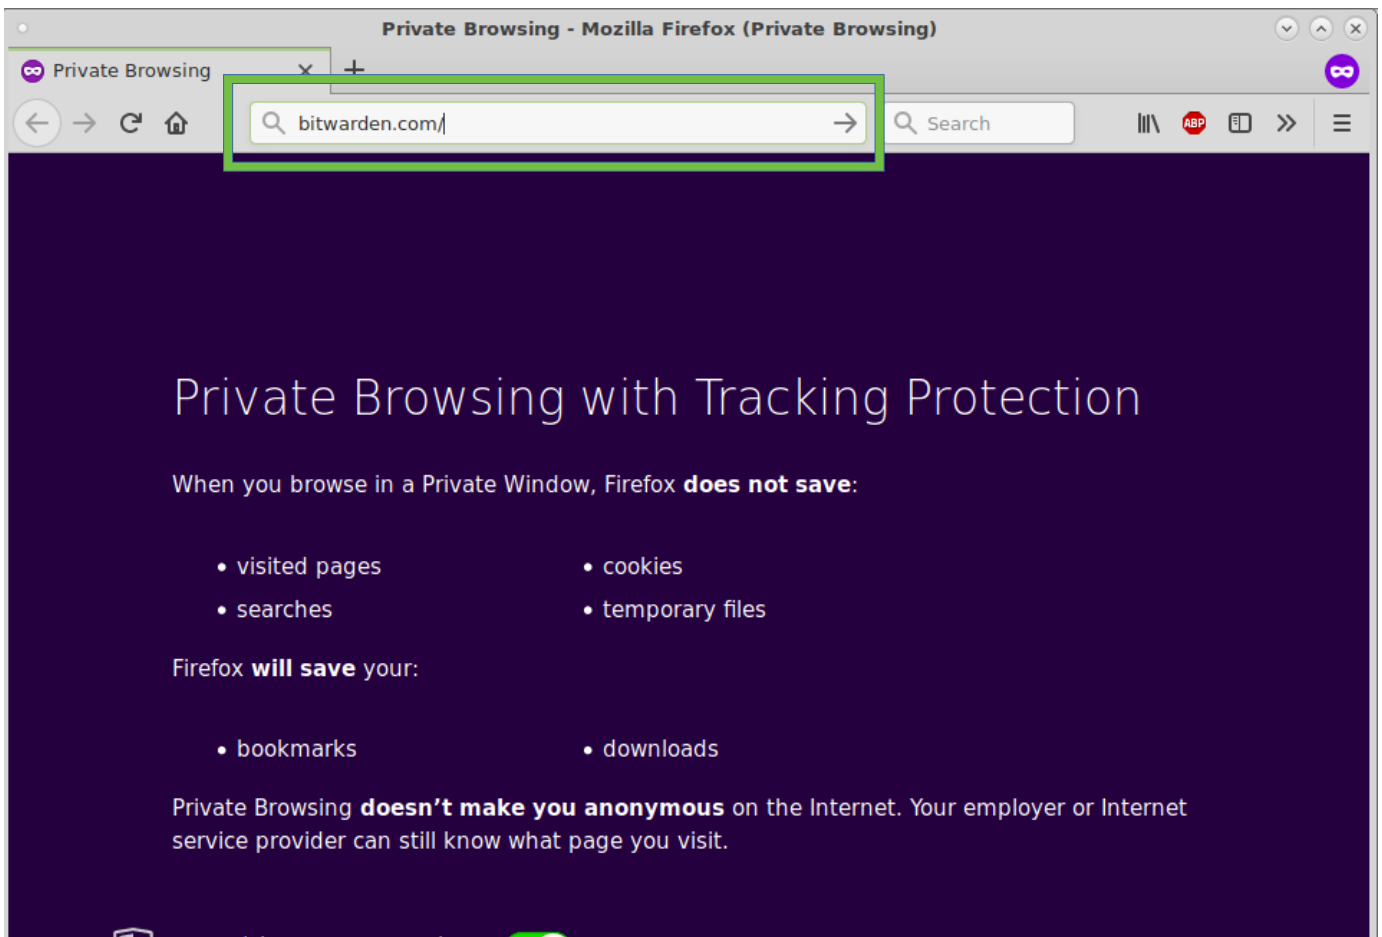 Private Browsing - Mozilla Firefox (Private Browsing)
Private Browsing
bitwarden.com/
Search
ABP
Private Browsing with Tracking Protection
When you browse in a Private Window, Firefox does not save:
• visited pages
• cookies
• searches
• temporary files
Firefox will save your:
• bookmarks
• downloads
Private Browsing doesn’t make you anonymous on the Internet. Your employer or Internet
service provider can still know what page you visit.